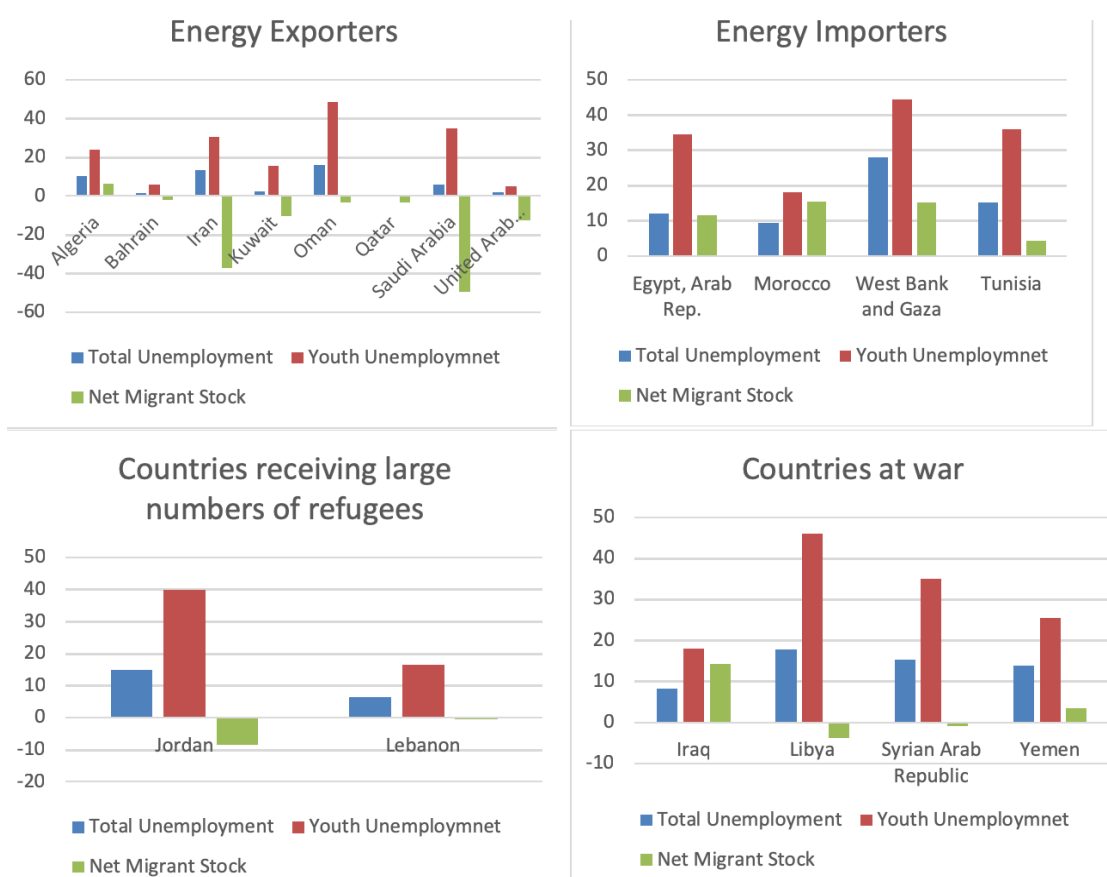 Energy Exporters
60
40
20
0
-20
-40
-60
Algeria
Bahrain
Iran
Kuwait
Oman
Qatar
Saudi Arabia
United Arab...
Total Unemployment
Youth Unemploymnet
Net Migrant Stock
Energy Importers
50
40
30
20
10
0
Egypt, Arab
Rep.
Morocco
West Bank
and Gaza
Tunisia
Total Unemployment
Youth Unemploymnet
Net Migrant Stock
Countries receiving large
numbers of refugees
50
40
30
20
10
0
-10
-20
Jordan
Lebanon
Total Unemployment
Youth Unemploymnet
Net Migrant Stock
Countries at war
50
40
30
20
10
0
-10
Iraq
Libya
Syrian Arab
Republic
Yemen
Total Unemployment
Youth Unemploymnet
Net Migrant Stock